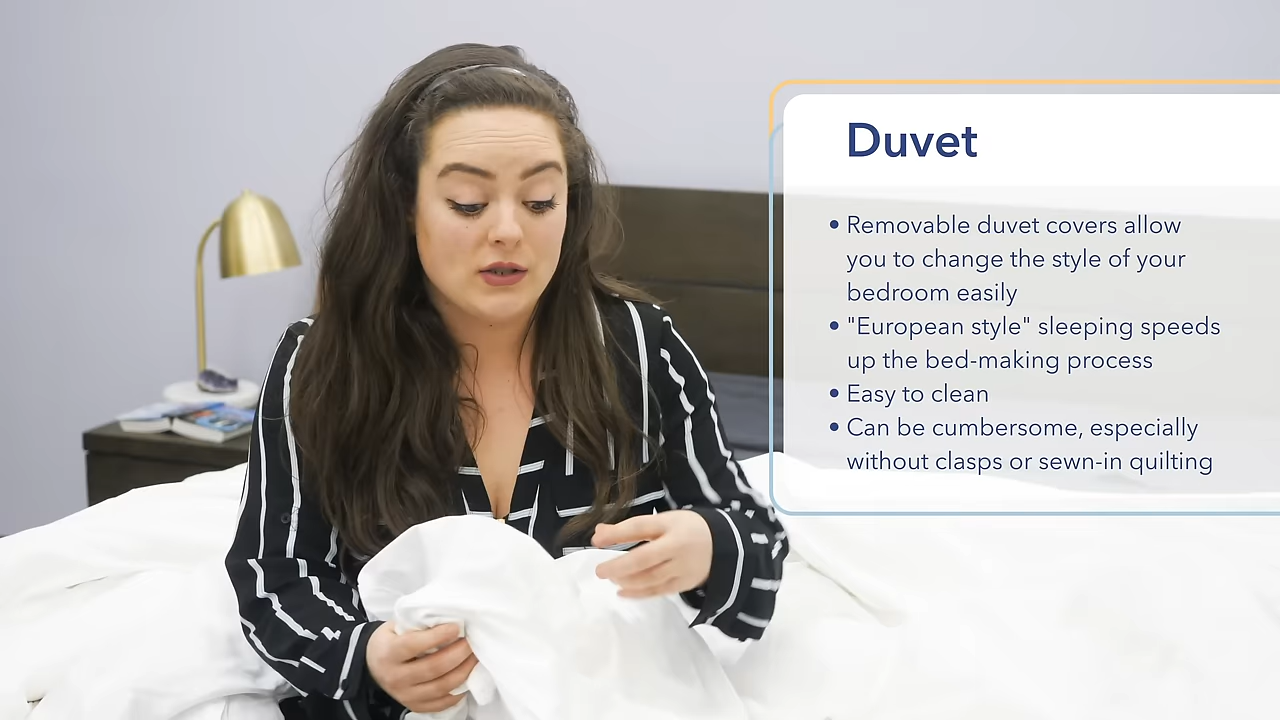 Duvet
• Removable duvet covers allow
you to change the style of your
bedroom easily
• "European style" sleeping speeds
up the bed-making process
• Easy to clean
• Can be cumbersome, especially
without clasps or sewn-in quilting